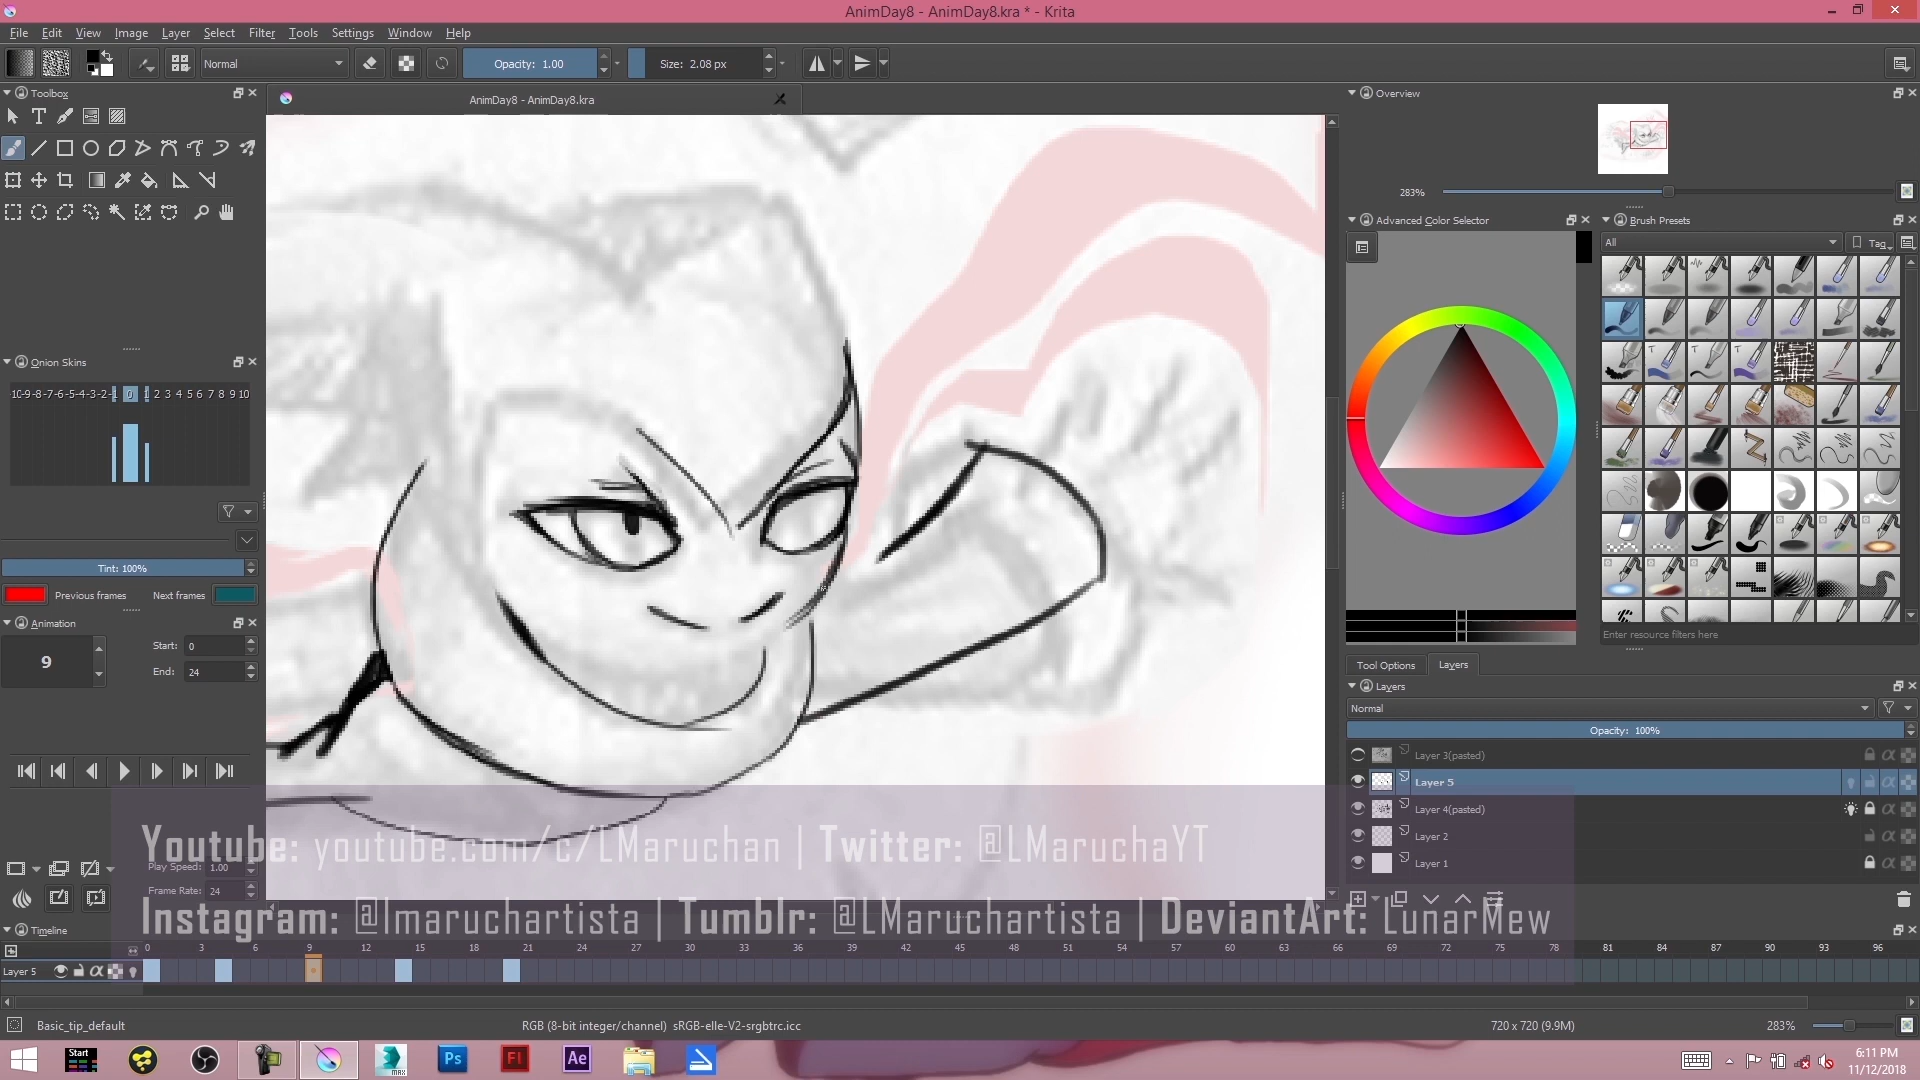 AnimDay8 - AnimDay8.kra * - Krita
File Edit View Image Layer Select Filter Tools Settings Window Help
Normal Opacity: 1.00 Size: 2.08 px
Toolbox
AnimDay8 - AnimDay8.kra
Overview
283%
Advanced Color Selector
Brush Presets
All
Tag
Onion Skins
-9 -8 -7 -6 -5 -4 -3 -2 -1 0 1 2 3 4 5 6 7 8 9 10
Tint: 100%
Previous frames Next frames
Animation
9
Start: 0
End: 24
Enter resource filters here
Tool Options Layers
Layers
Normal
Opacity: 100%
Layer 3(pasted)
Layer 5
Layer 4(pasted)
Layer 2
Layer 1
Youtube: youtube.com/c/LMaruchan | Twitter: @LMaruchaYT
Play Speed: 1.00
Frame Rate: 24
Instagram: @lmaruchartista | Tumblr: @LMaruchartista | DeviantArt: LunarMew
Timeline
0 3 6 9 12 15 18 21 24 27 30 33 36 39 42 45 48 51 54 57 60 63 66 69 72 75 78 81 84 87 90 93 96
Layer 5
Basic_tip_default
RGB (8-bit integer/channel) sRGB-elle-V2-srgbtrc.icc
720 x 720 (9.9M)
283%
Start
MAX
Ps
Fl
Ae
6:11 PM
11/12/2018